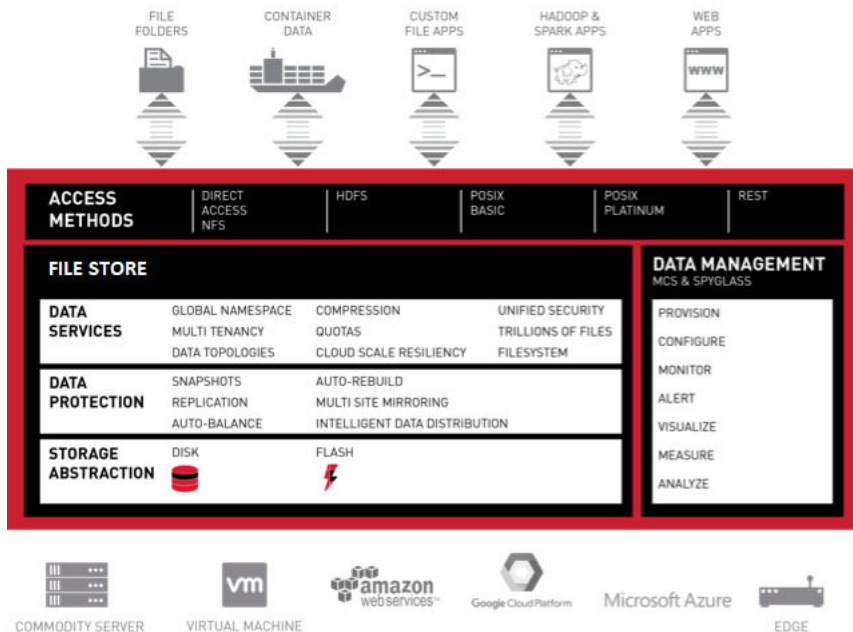 FILE
FOLDERS
CONTAINER
DATA
CUSTOM
FILE APPS
HADOOP &
SPARK APPS
WEB
APPS
>_
www
ACCESS
METHODS
DIRECT
ACCESS
NFS
HDFS
POSIX
BASIC
POSIX
PLATINUM
REST
FILE STORE
DATA
SERVICES
GLOBAL NAMESPACE
MULTI TENANCY
DATA TOPOLOGIES
COMPRESSION
QUOTAS
CLOUD SCALE RESILIENCY
UNIFIED SECURITY
TRILLIONS OF FILES
FILESYSTEM
DATA
PROTECTION
SNAPSHOTS
REPLICATION
AUTO-BALANCE
AUTO-REBUILD
MULTI SITE MIRRORING
INTELLIGENT DATA DISTRIBUTION
STORAGE
ABSTRACTION
DISK
FLASH
DATA MANAGEMENT
MCS & SPYGLASS
PROVISION
CONFIGURE
MONITOR
ALERT
VISUALIZE
MEASURE
ANALYZE
COMMODITY SERVER
vm
VIRTUAL MACHINE
amazon
webservices™
Google Cloud Platform
Microsoft Azure
EDGE